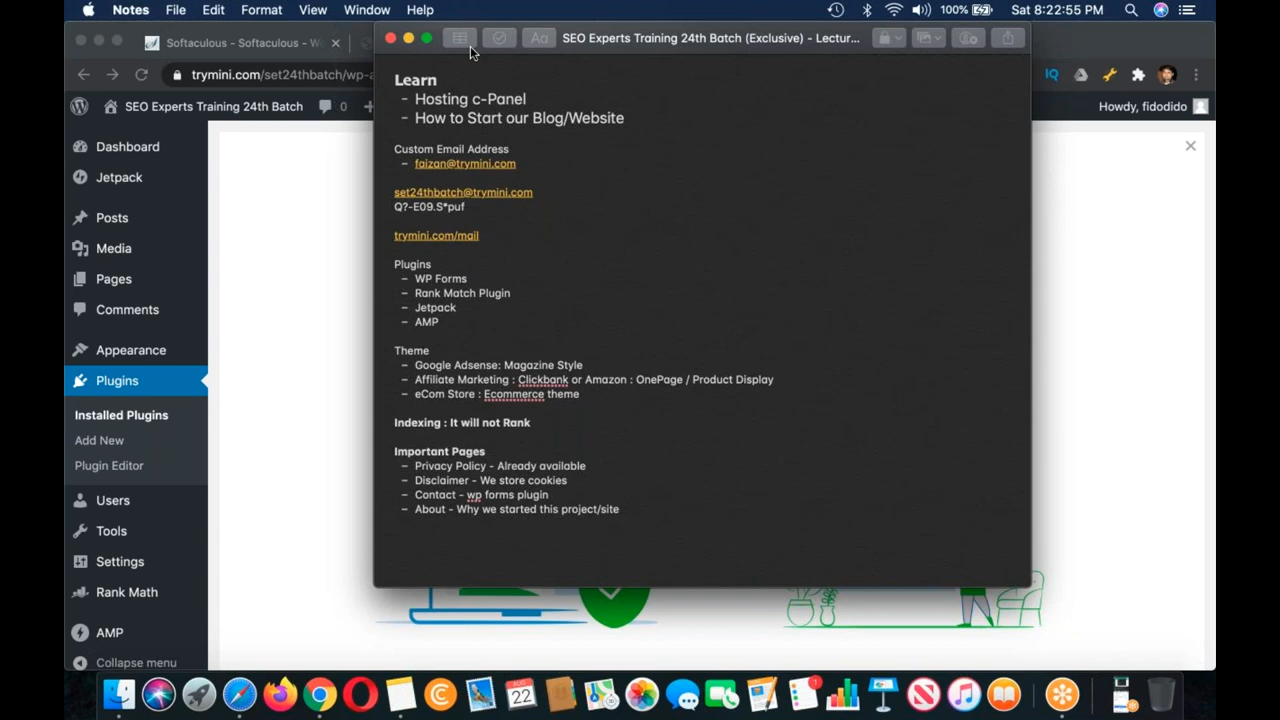 Notes File Edit Format View Window Help 100% Sat 8:22:55 PM
Softaculous - Softaculous - W
SEO Experts Training 24th Batch (Exclusive) - Lectur...
Aa
trymini.com/set24thbatch/wp-a
IQ
SEO Experts Training 24th Batch 0
Howdy, fidodido
Dashboard
Jetpack
Posts
Media
Pages
Comments
Appearance
Plugins
Installed Plugins
Add New
Plugin Editor
Users
Tools
Settings
Rank Math
AMP
Collapse menu
Learn
- Hosting c-Panel
- How to Start our Blog/Website
Custom Email Address
- faizan@trymini.com
set24thbatch@trymini.com
Q?-E09.S*puf
trymini.com/mail
Plugins
- WP Forms
- Rank Match Plugin
- Jetpack
- AMP
Theme
- Google Adsense: Magazine Style
- Affiliate Marketing : Clickbank or Amazon : OnePage / Product Display
- eCom Store : Ecommerce theme
Indexing : It will not Rank
Important Pages
- Privacy Policy - Already available
- Disclaimer - We store cookies
- Contact - wp forms plugin
- About - Why we started this project/site
AUG
22
1